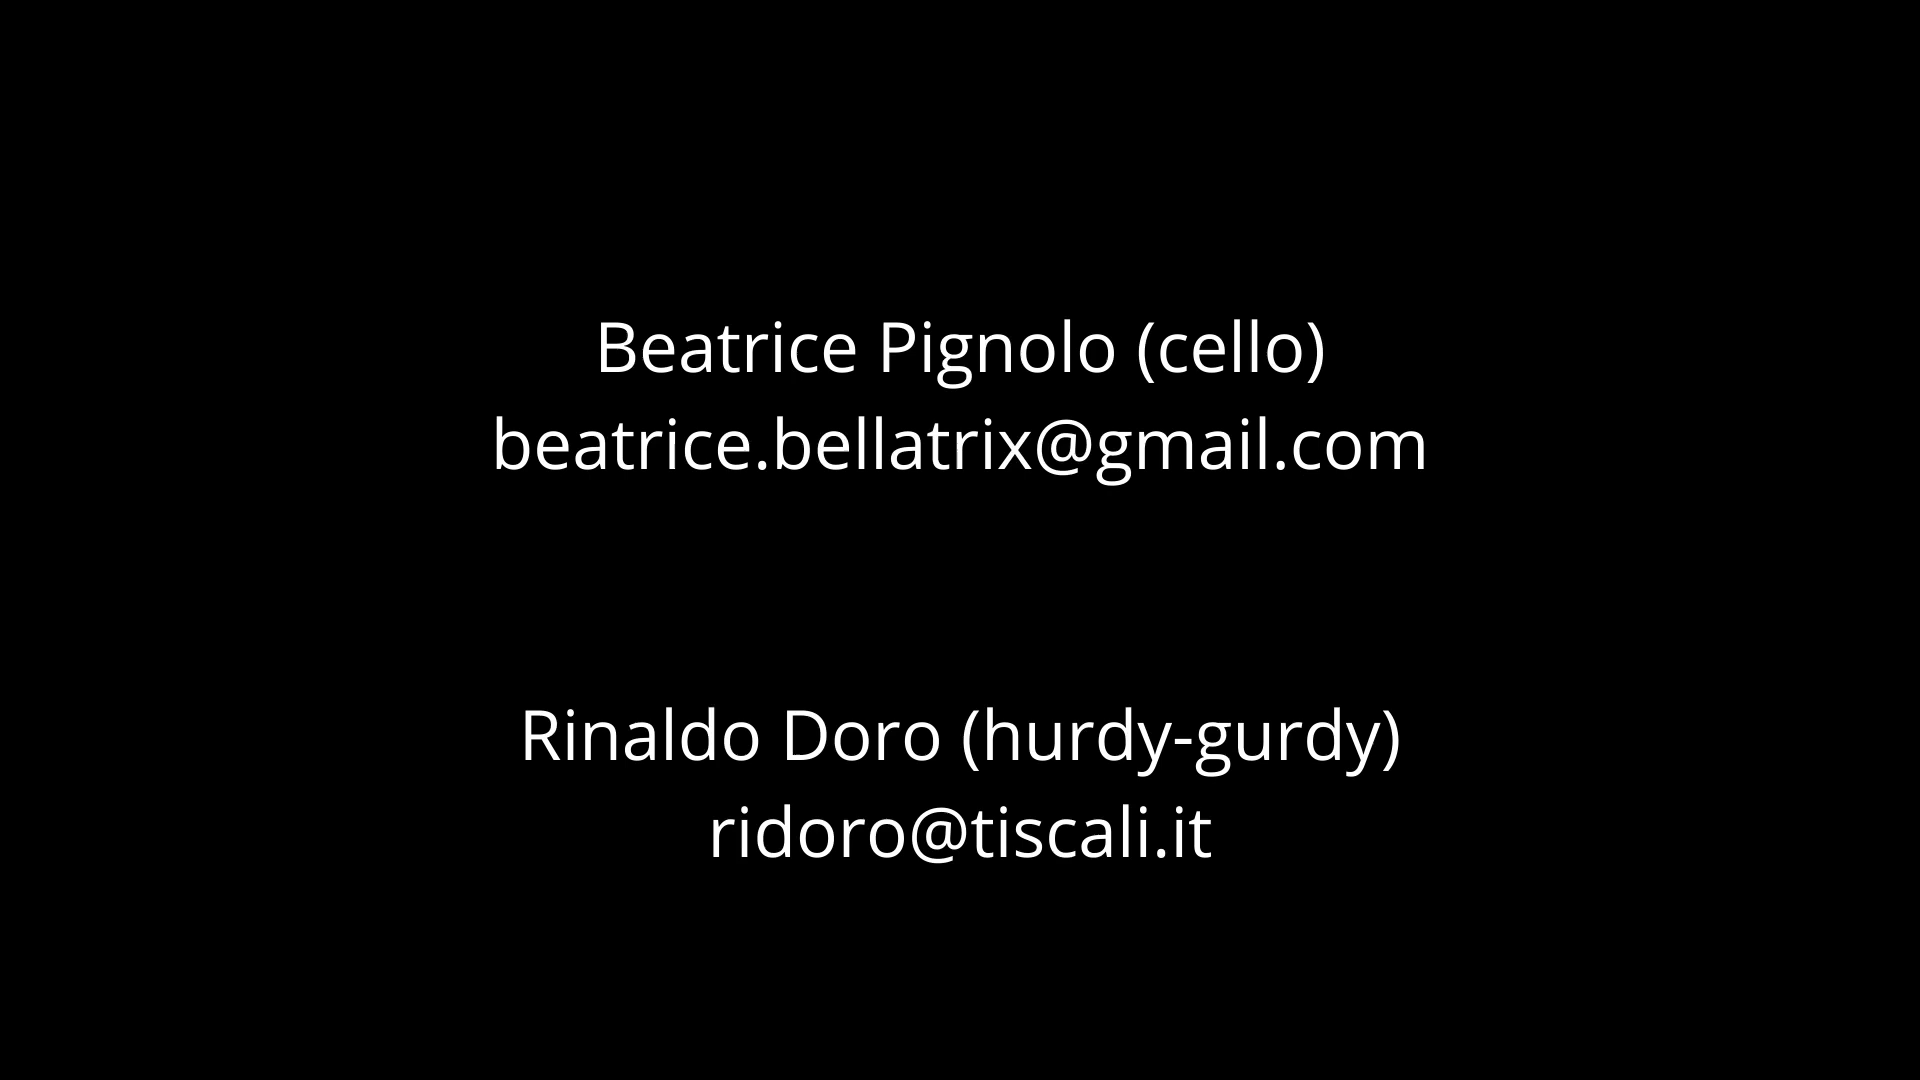 Beatrice Pignolo (cello)
beatrice.bellatrix@gmail.com
Rinaldo Doro (hurdy-gurdy)
ridoro@tiscali.it